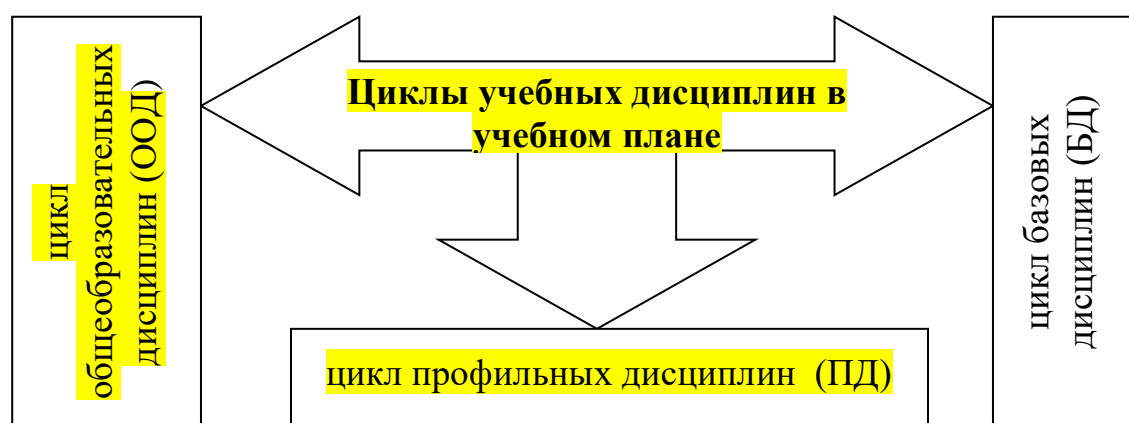 Циклы учебных дисциплин в
учебном плане
цикл
общеобразовательных
дисциплин (ООД)
цикл базовых
дисциплин (БД)
цикл профильных дисциплин (ПД)